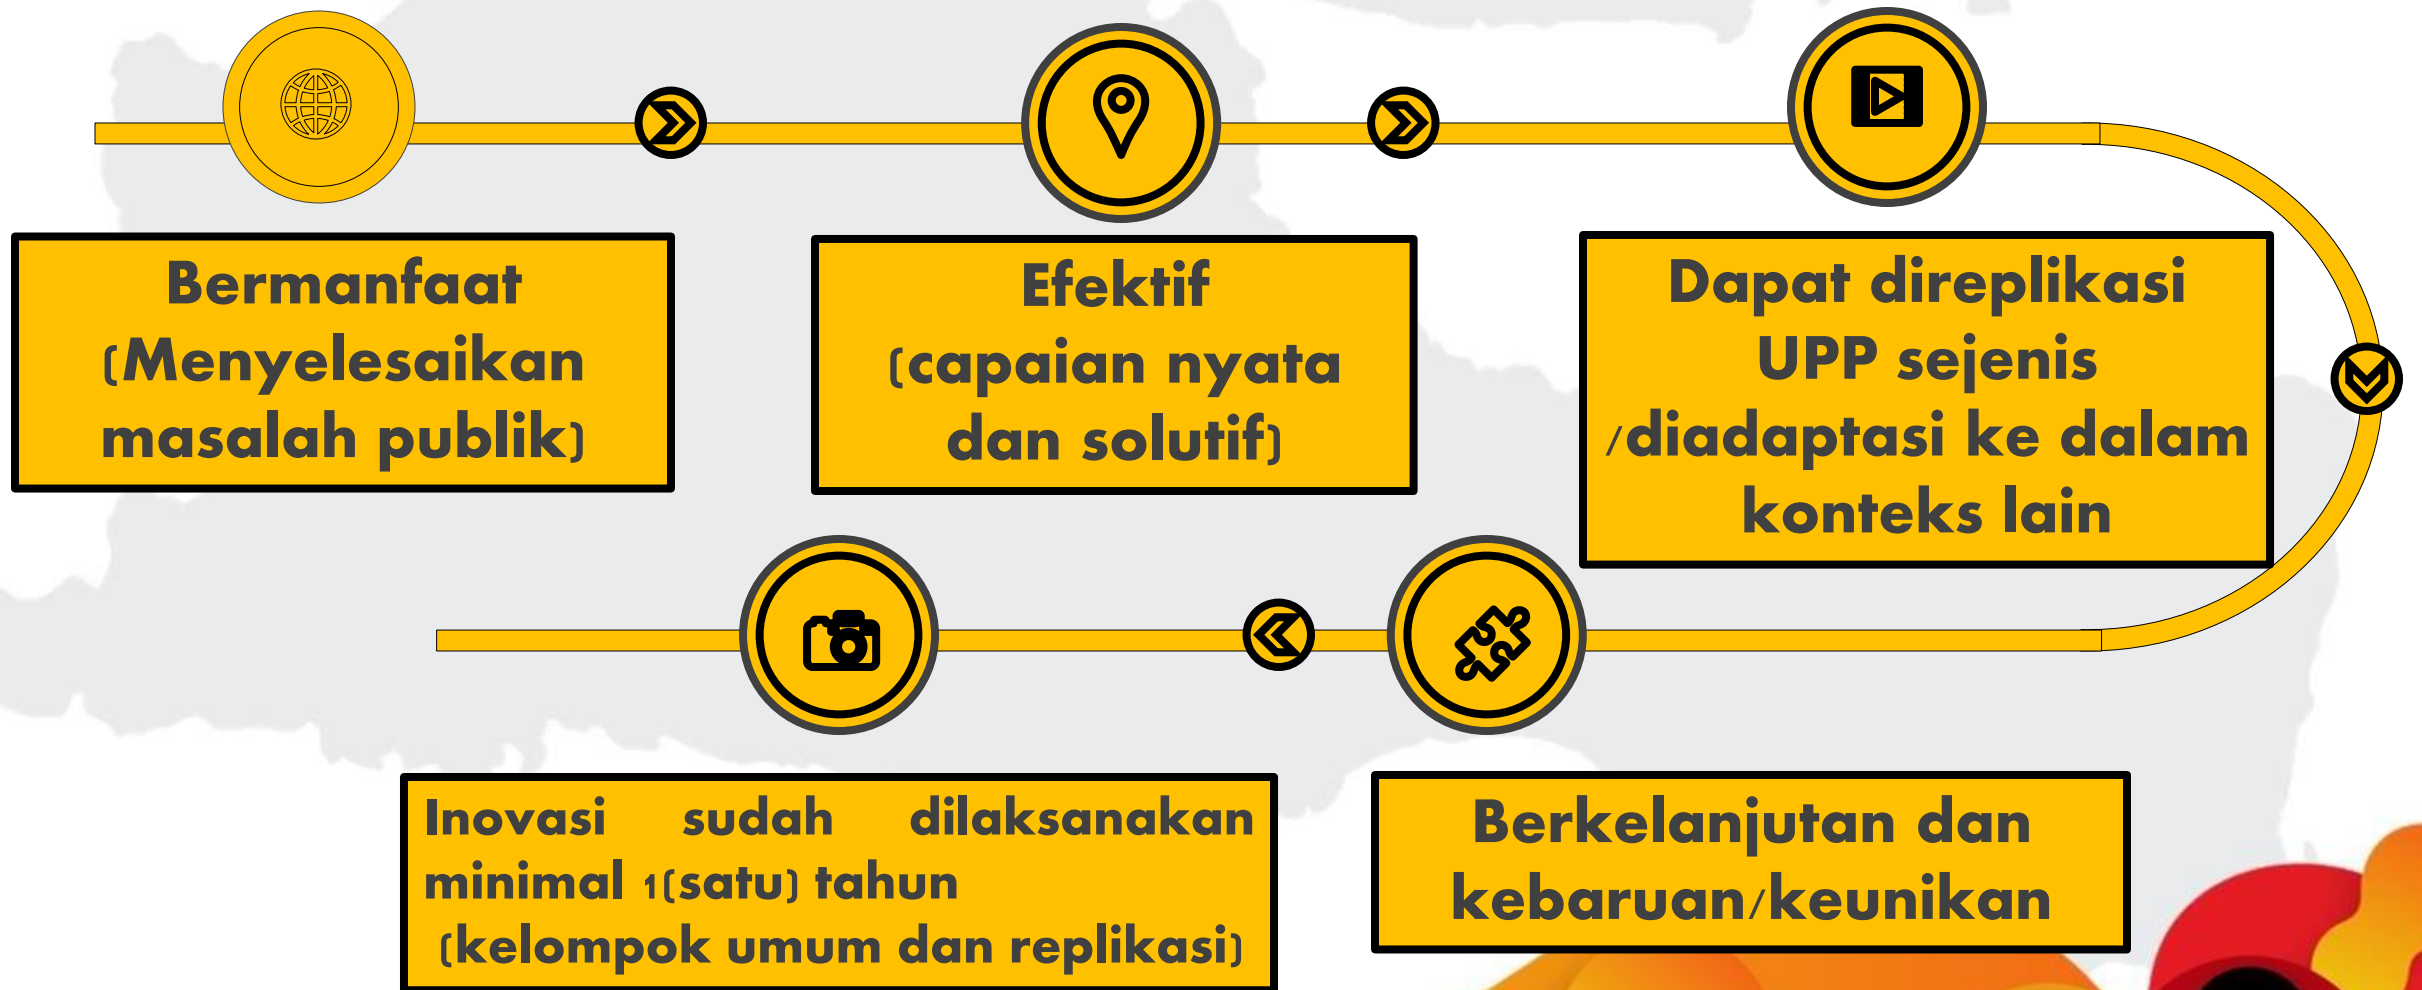 Bermanfaat
(Menyelesaikan
masalah publik)
Efektif
(capaian nyata
dan solutif)
Dapat direplikasi
UPP sejenis
/diadaptasi ke dalam
konteks lain
Berkelanjutan dan
kebaruan/keunikan
Inovasi sudah dilaksanakan
minimal 1(satu) tahun
(kelompok umum dan replikasi)